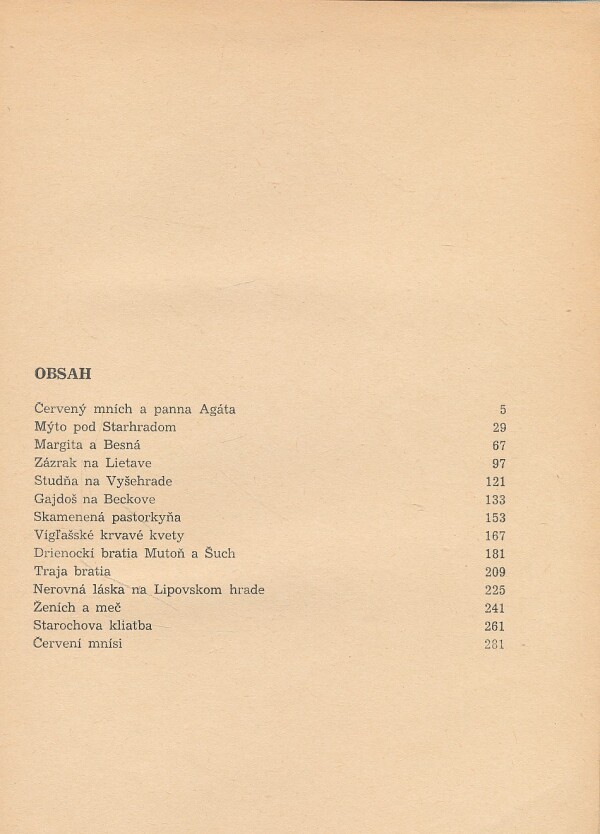 OBSAH
Červený mních a panna Agáta 5
Mýto pod Starhradom 29
Margita a Besná 67
Zázrak na Lietave 97
Studňa na Vyšehrade 121
Gajdoš na Beckove 133
Skamenená pastorkyňa 153
Vígľašské krvavé kvety 167
Drienockí bratia Mutoň a Šuch 181
Traja bratia 209
Nerovná láska na Lipovskom hrade 225
Ženích a meč 241
Starochova kliatba 261
Červení mnísi 281